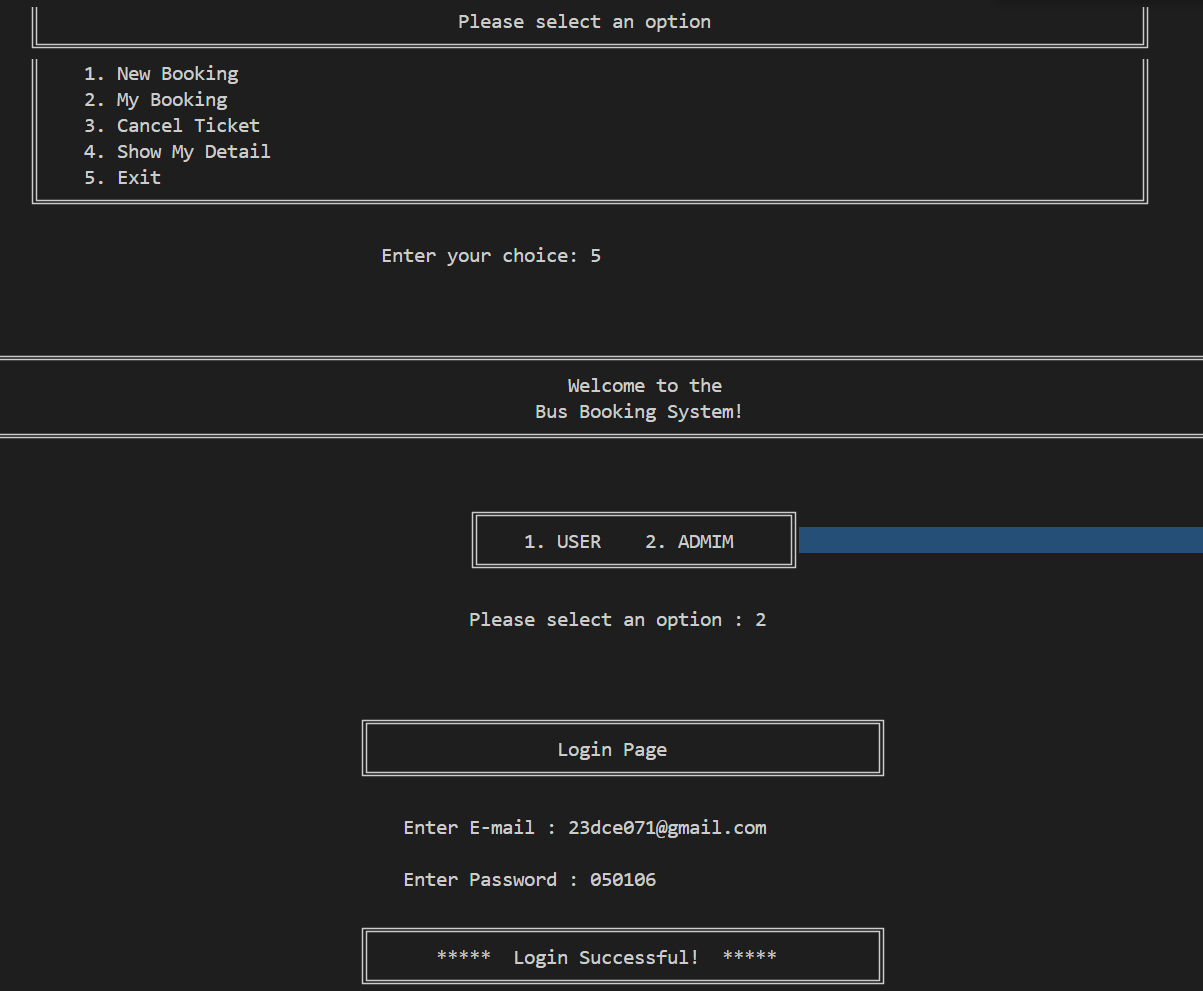 Please select an option
1. New Booking
2. My Booking
3. Cancel Ticket
4. Show My Detail
5. Exit
Enter your choice: 5
Welcome to the
Bus Booking System!
1. USER 2. ADMIM
Please select an option : 2
Login Page
Enter E-mail : 23dce071@gmail.com
Enter Password : 050106
***** Login Successful! *****